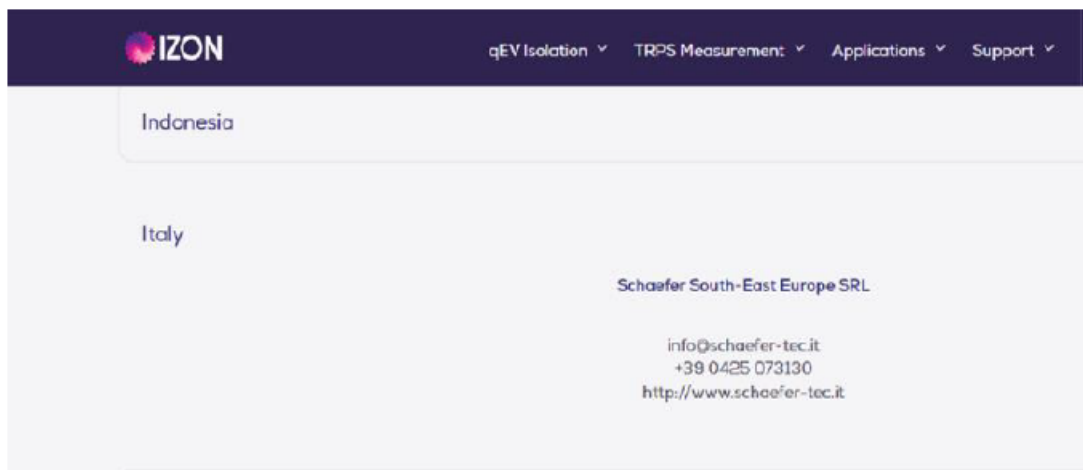 IZON
qEV Isolation
TRPS Measurement
Applications
Support
Indonesia
Italy
Schaefer South-East Europe SRL
info@schaefer-tec.it
+39 0425 073130
http://www.schaefer-tec.it